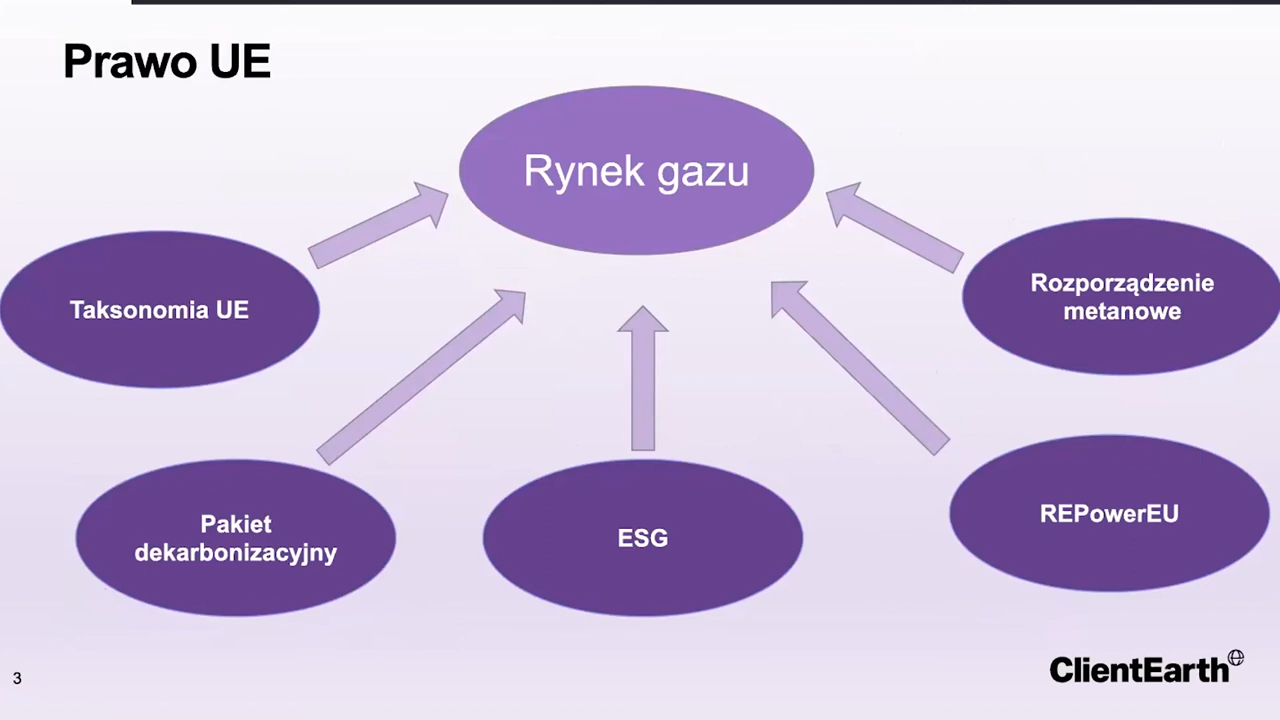 Prawo UE
Rynek gazu
Taksonomia UE
Rozporządzenie
metanowe
Pakiet
dekarbonizacyjny
ESG
REPowerEU
3
ClientEarth